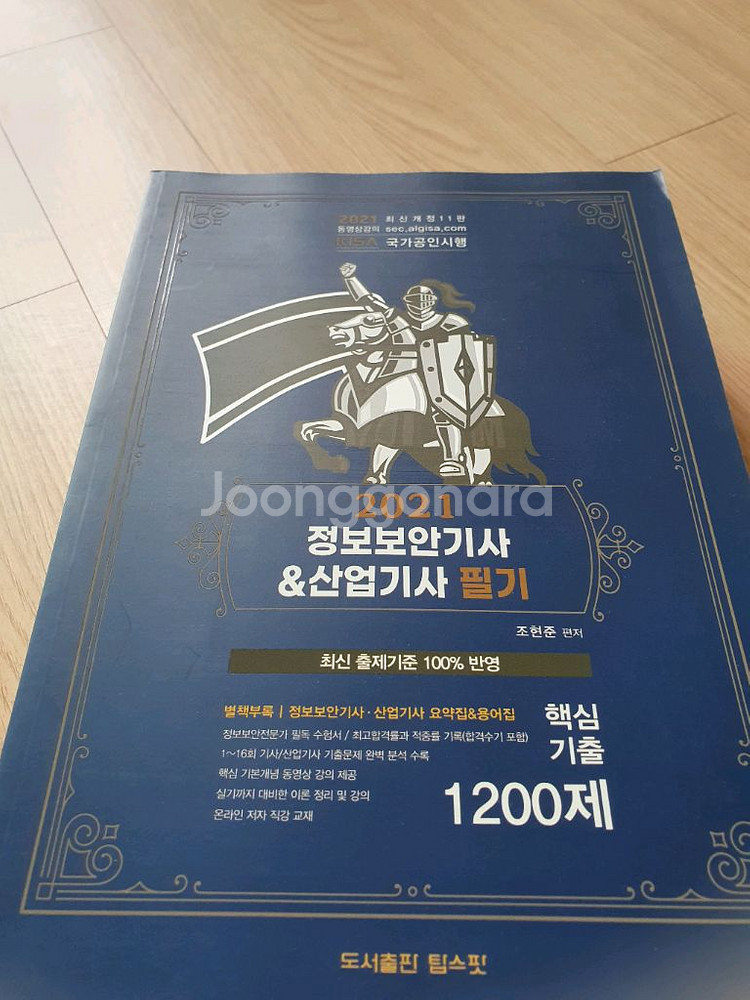 2021 최신개정11판
동영상강의 sec.algisa.com
KISA 국가공인시행
Joonggonara
2021
정보보안기사
&산업기사 필기
조현준 편저
최신 출제기준 100% 반영
별책부록 | 정보보안기사·산업기사 요약집&용어집
정보보안전문가 필독 수험서 / 최고합격률과 적중률 기록(합격수기 포함)
1~16회 기사/산업기사 기출문제 완벽 분석 수록
핵심 기본개념 동영상 강의 제공
실기까지 대비한 이론 정리 및 강의
온라인 저자 직강 교재
핵심
기출
1200제
도서출판 탑스팟